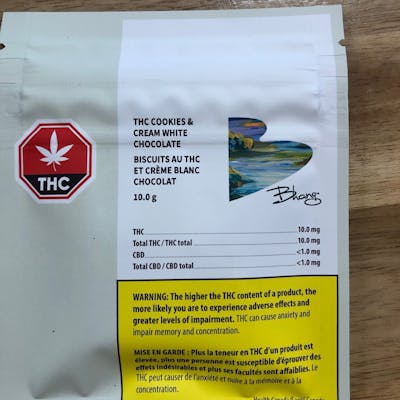 THC COOKIES &
CREAM WHITE
CHOCOLATE
BISCUITS AU THC
ET CRÈME BLANC
CHOCOLAT
10.0 g
THC
Bhang
THC 10.0 mg
Total THC / THC total 10.0 mg
CBD <1.0 mg
Total CBD / CBD total <1.0 mg
WARNING: The higher the THC content of a product, the
more likely you are to experience adverse effects and
greater levels of impairment. THC can cause anxiety and
impair memory and concentration.
MISE EN GARDE : Plus la teneur en THC d'un produit est
élevée, plus une personne est susceptible d'éprouver des
effets indésirables et plus ses facultés sont affaiblies. Le
THC peut causer de l'anxiété et nuire à la mémoire et à la
concentration.
Health Canada